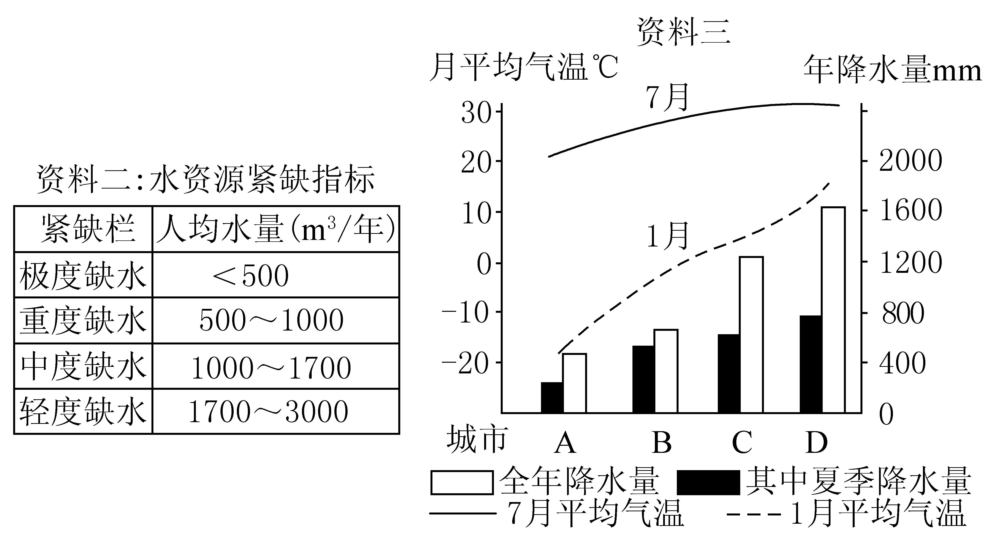 资料二:水资源紧缺指标
紧缺栏 人均水量(m³/年)
极度缺水 <500
重度缺水 500～1000
中度缺水 1000～1700
轻度缺水 1700～3000
资料三
月平均气温℃ 年降水量mm
7月
1月
30
20
10
0
-10
-20
2000
1600
1200
800
400
0
城市 A B C D
全年降水量 其中夏季降水量
7月平均气温 1月平均气温